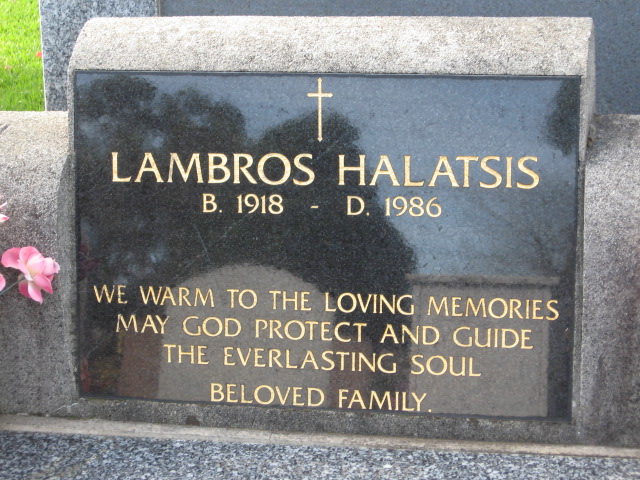 LAMBROS HALATSIS
B. 1918 - D. 1986
WE WARM TO THE LOVING MEMORIES
MAY GOD PROTECT AND GUIDE
THE EVERLASTING SOUL
BELOVED FAMILY.